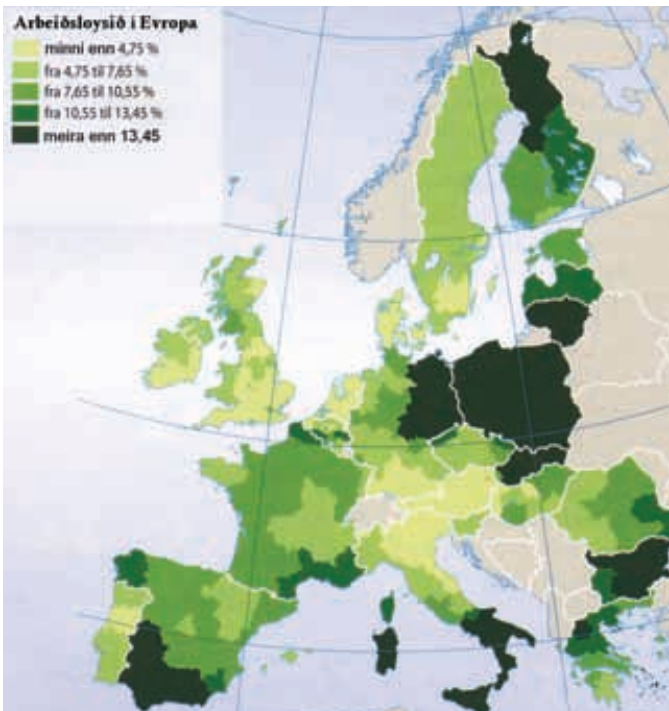 Arbeiðsloysið í Evropa
minni enn 4,75 %
fra 4,75 til 7,65 %
fra 7,65 til 10,55 %
fra 10,55 til 13,45 %
meira enn 13,45